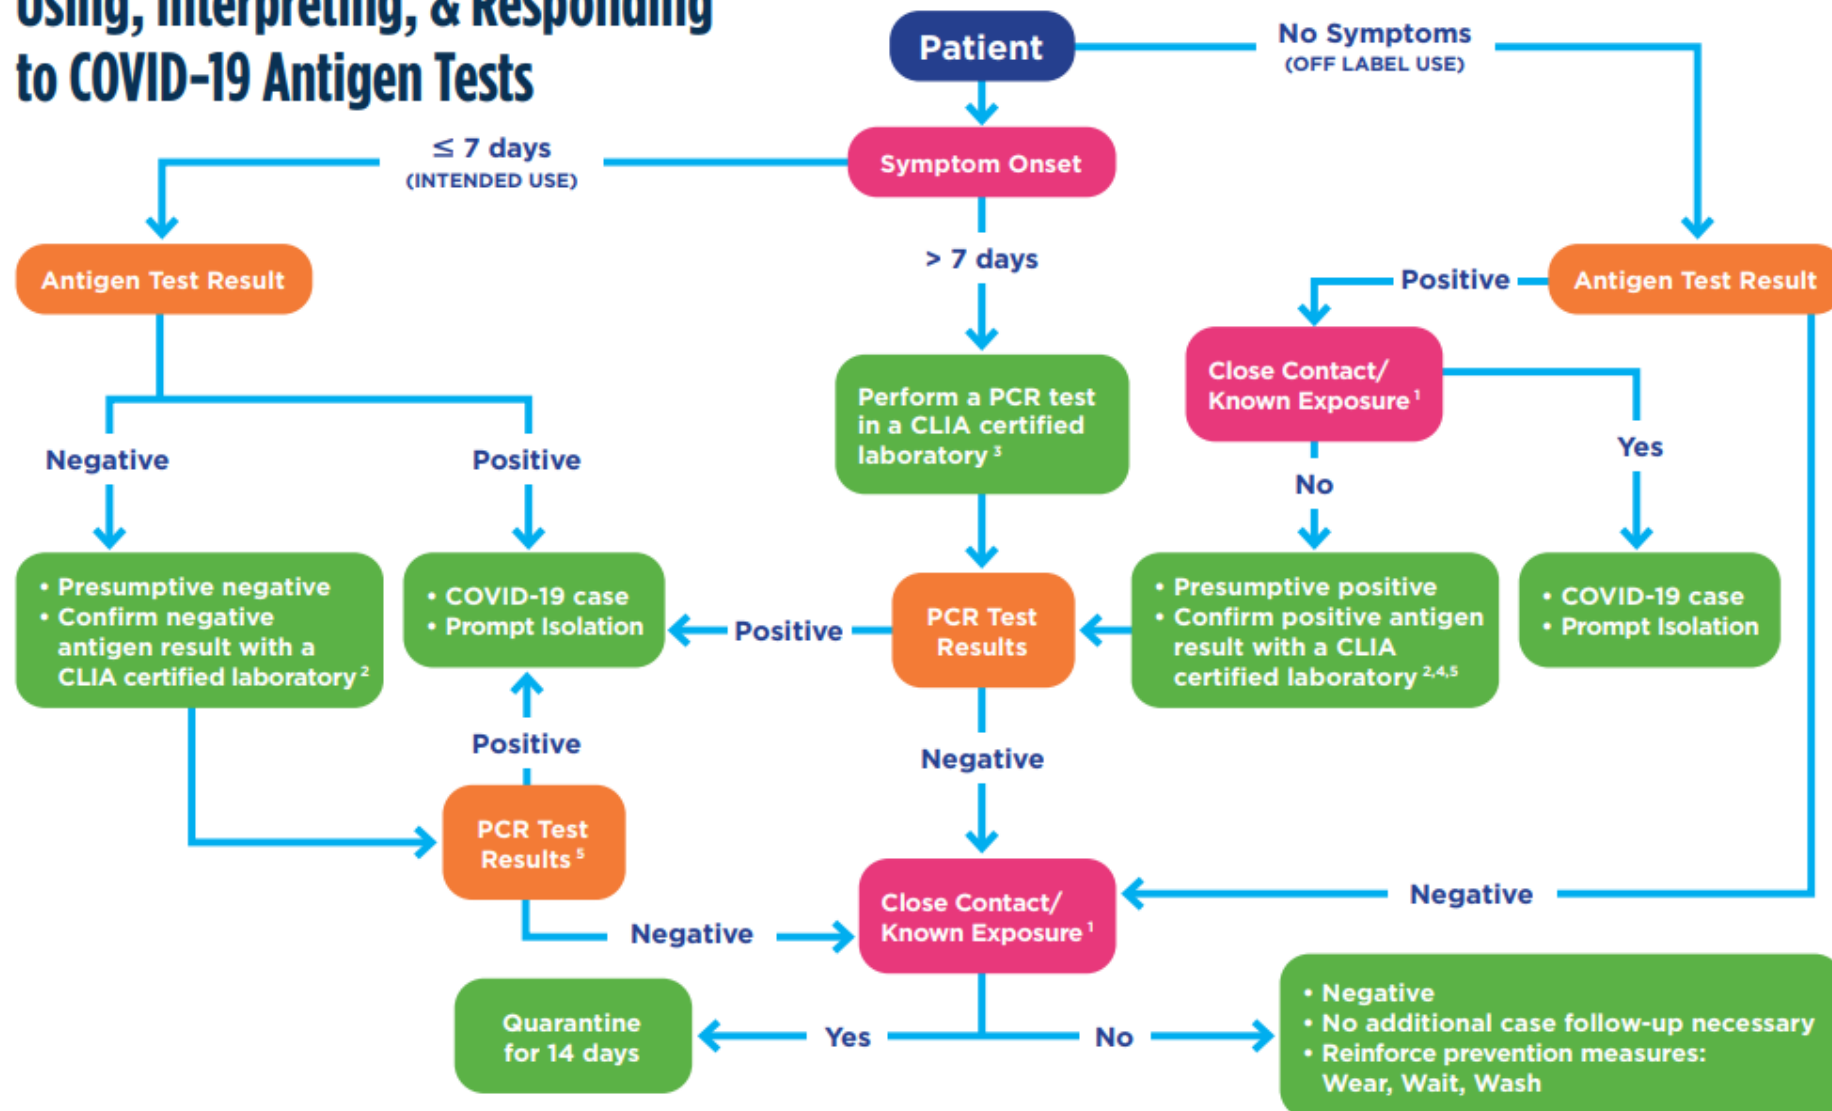 Using, Interpreting, & Responding
to COVID-19 Antigen Tests
Patient
No Symptoms
(OFF LABEL USE)
≤ 7 days
(INTENDED USE)
Symptom Onset
> 7 days
Antigen Test Result
Positive
Antigen Test Result
Close Contact/
Known Exposure 1
Perform a PCR test
in a CLIA certified
laboratory 3
Negative
Positive
Yes
No
• Presumptive negative
• Confirm negative
antigen result with a
CLIA certified laboratory 2
• COVID-19 case
• Prompt Isolation
Positive
PCR Test
Results
• Presumptive positive
• Confirm positive antigen
result with a CLIA
certified laboratory 2,4,5
• COVID-19 case
• Prompt Isolation
Positive
Negative
PCR Test
Results 5
Negative
Close Contact/
Known Exposure 1
Negative
Quarantine
for 14 days
Yes
No
• Negative
• No additional case follow-up necessary
• Reinforce prevention measures:
Wear, Wait, Wash